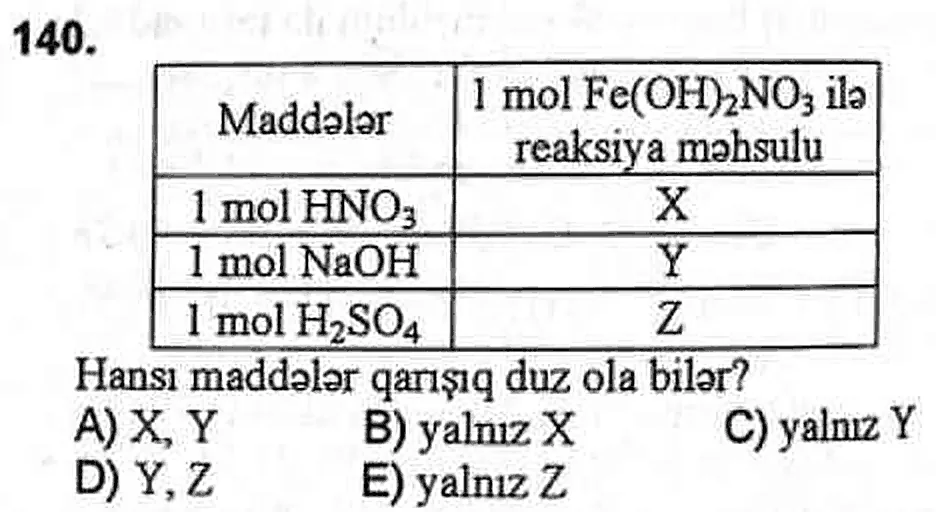 140.
Maddələr
1 mol Fe(OH)₂NO₃ ilə
reaksiya məhsulu
1 mol HNO₃
X
1 mol NaOH
Y
1 mol H₂SO₄
Z
Hansı maddələr qarışıq duz ola bilər?
A) X, Y B) yalnız X C) yalnız Y
D) Y, Z E) yalnız Z